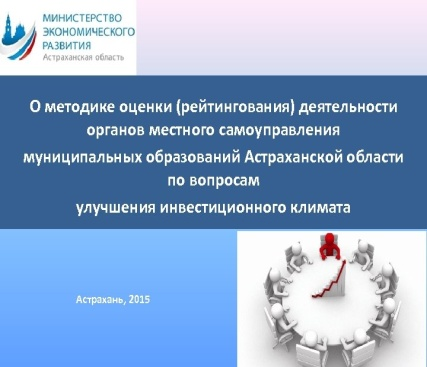 МИНИСТЕРСТВО
ЭКОНОМИЧЕСКОГО
РАЗВИТИЯ
Астраханская область
О методике оценки (рейтингования) деятельности
органов местного самоуправления
муниципальных образований Астраханской области
по вопросам
улучшения инвестиционного климата
Астрахань, 2015